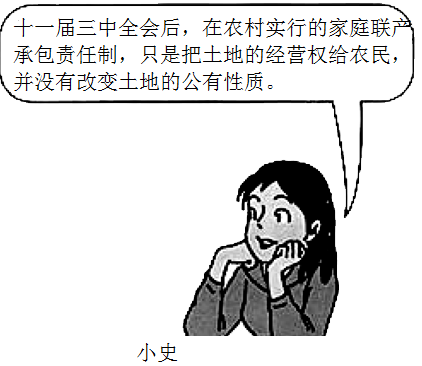 十一届三中全会后，在农村实行的家庭联产
承包责任制，只是把土地的经营权给农民，
并没有改变土地的公有性质。
小史